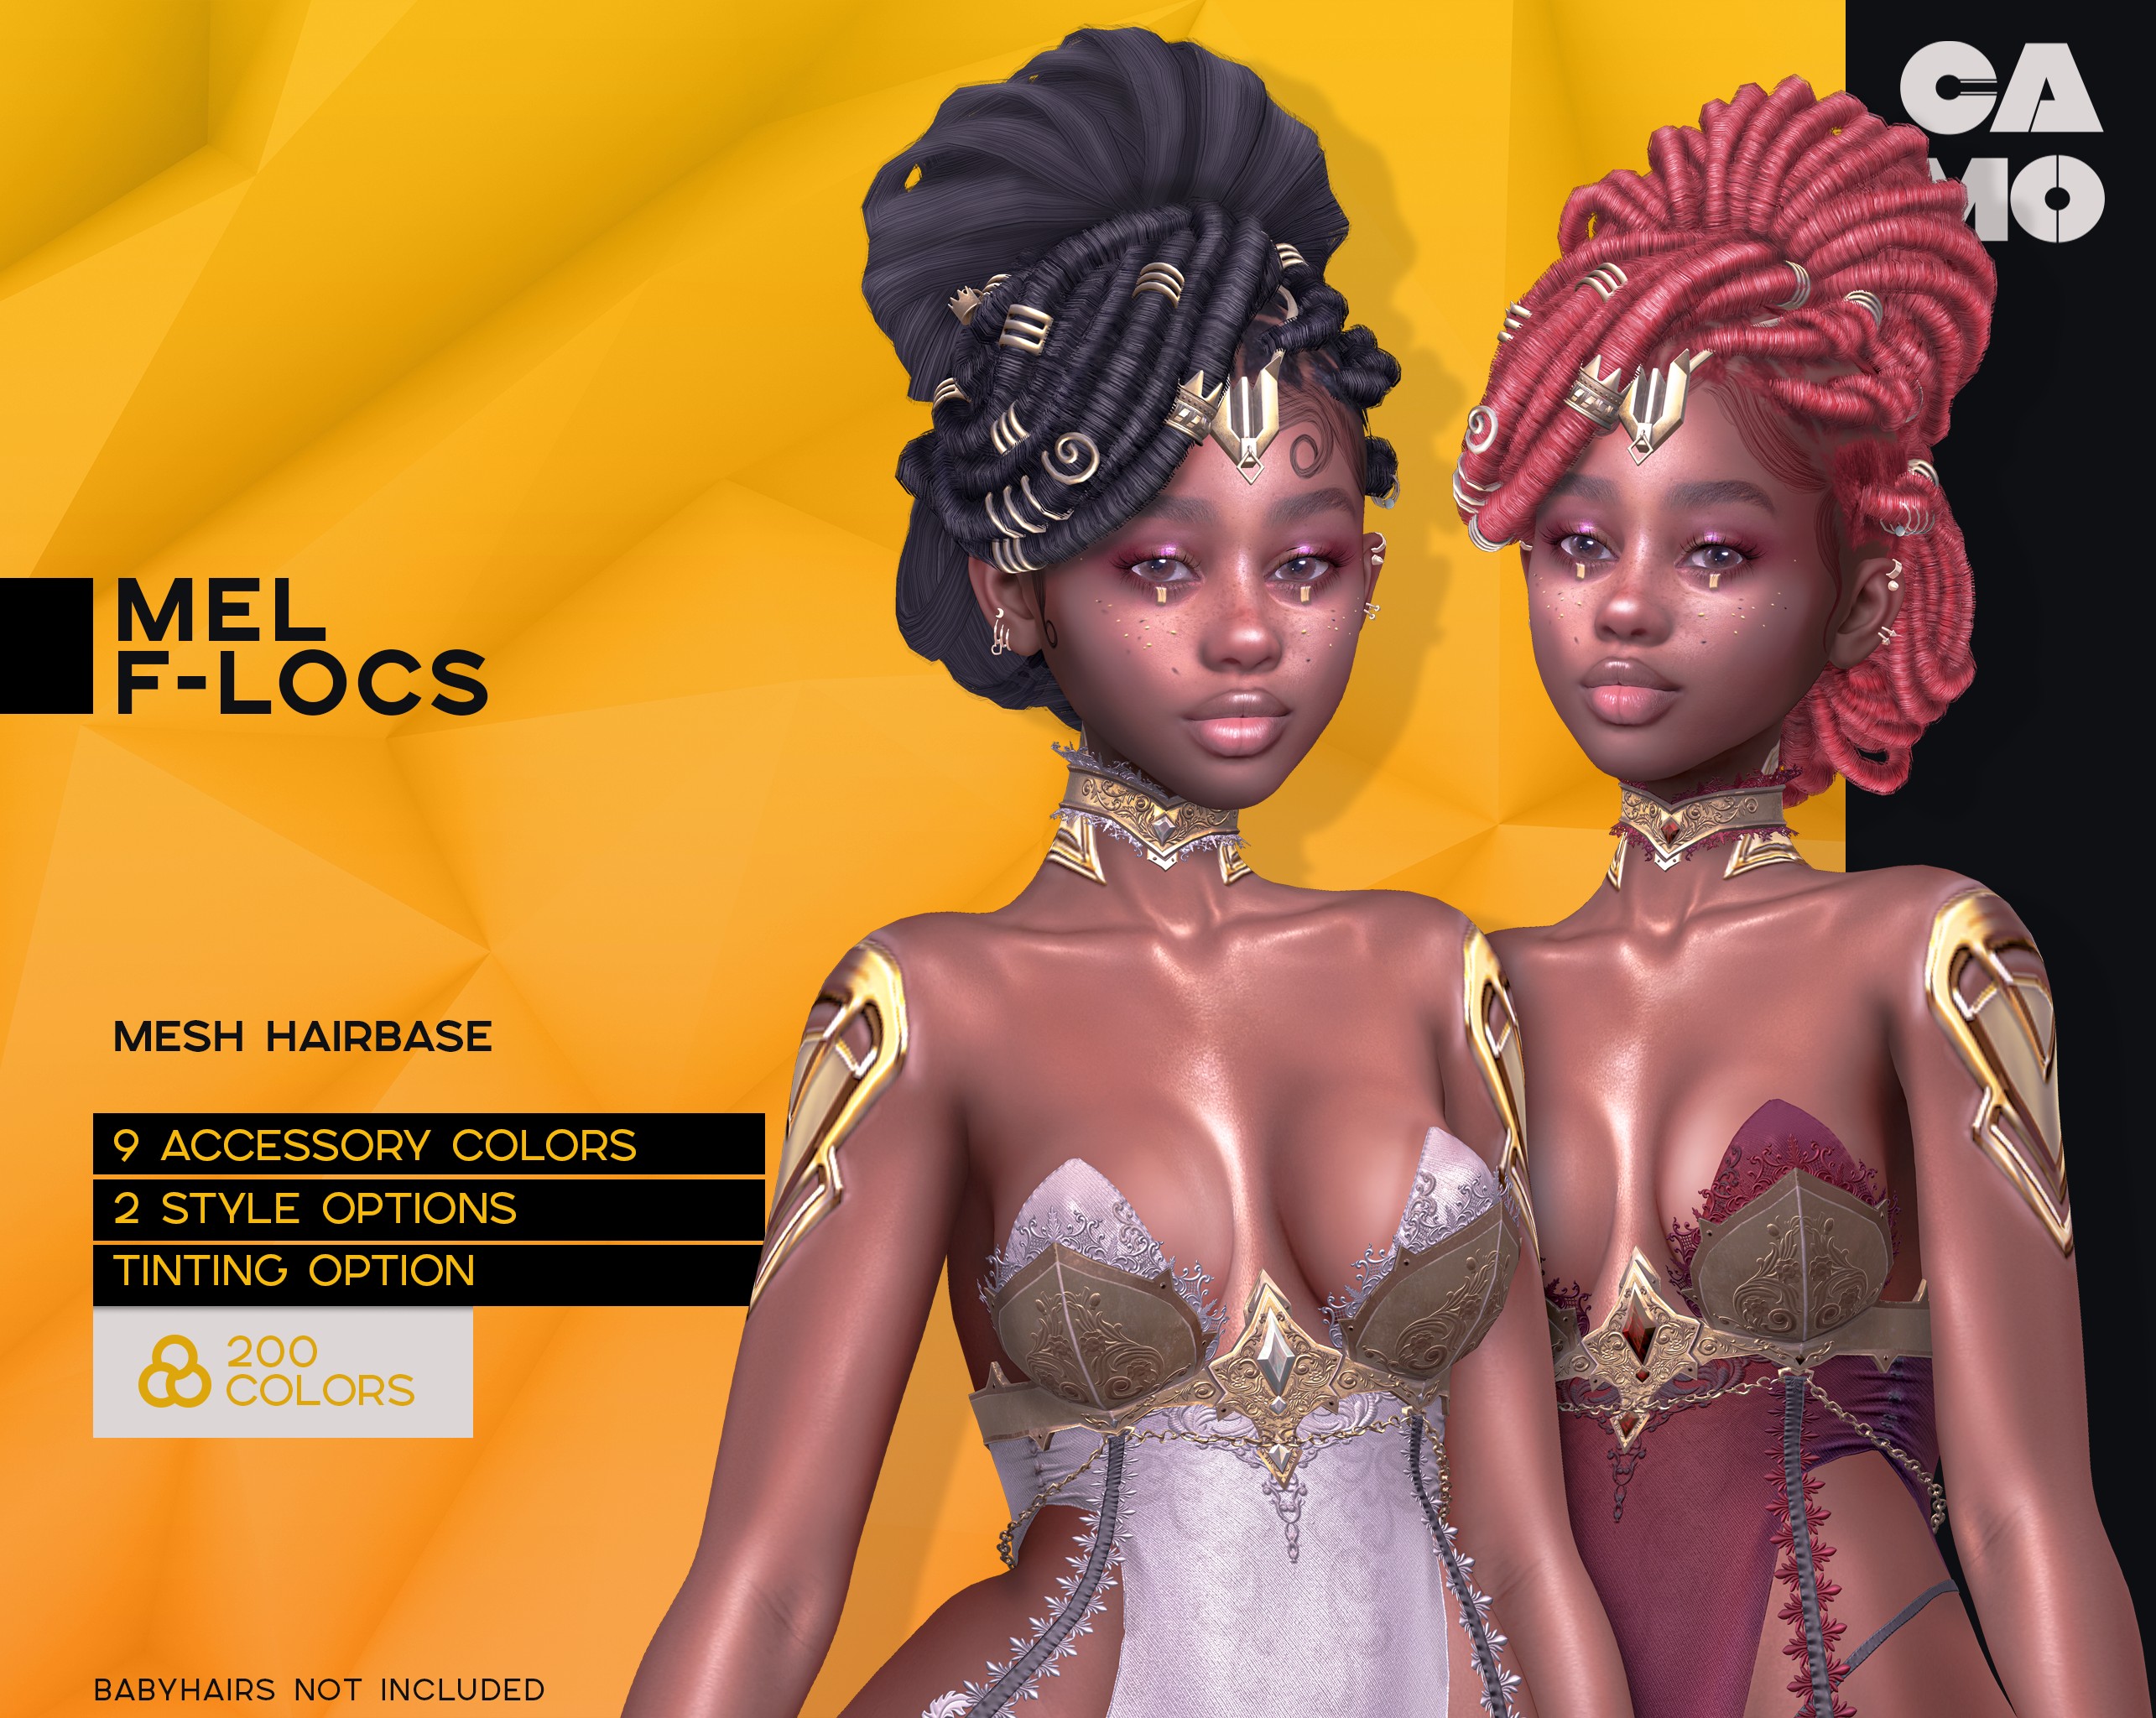 CA
MO
MEL
F-LOCS
MESH HAIRBASE
9 ACCESSORY COLORS
2 STYLE OPTIONS
TINTING OPTION
200
COLORS
BABYHAIRS NOT INCLUDED